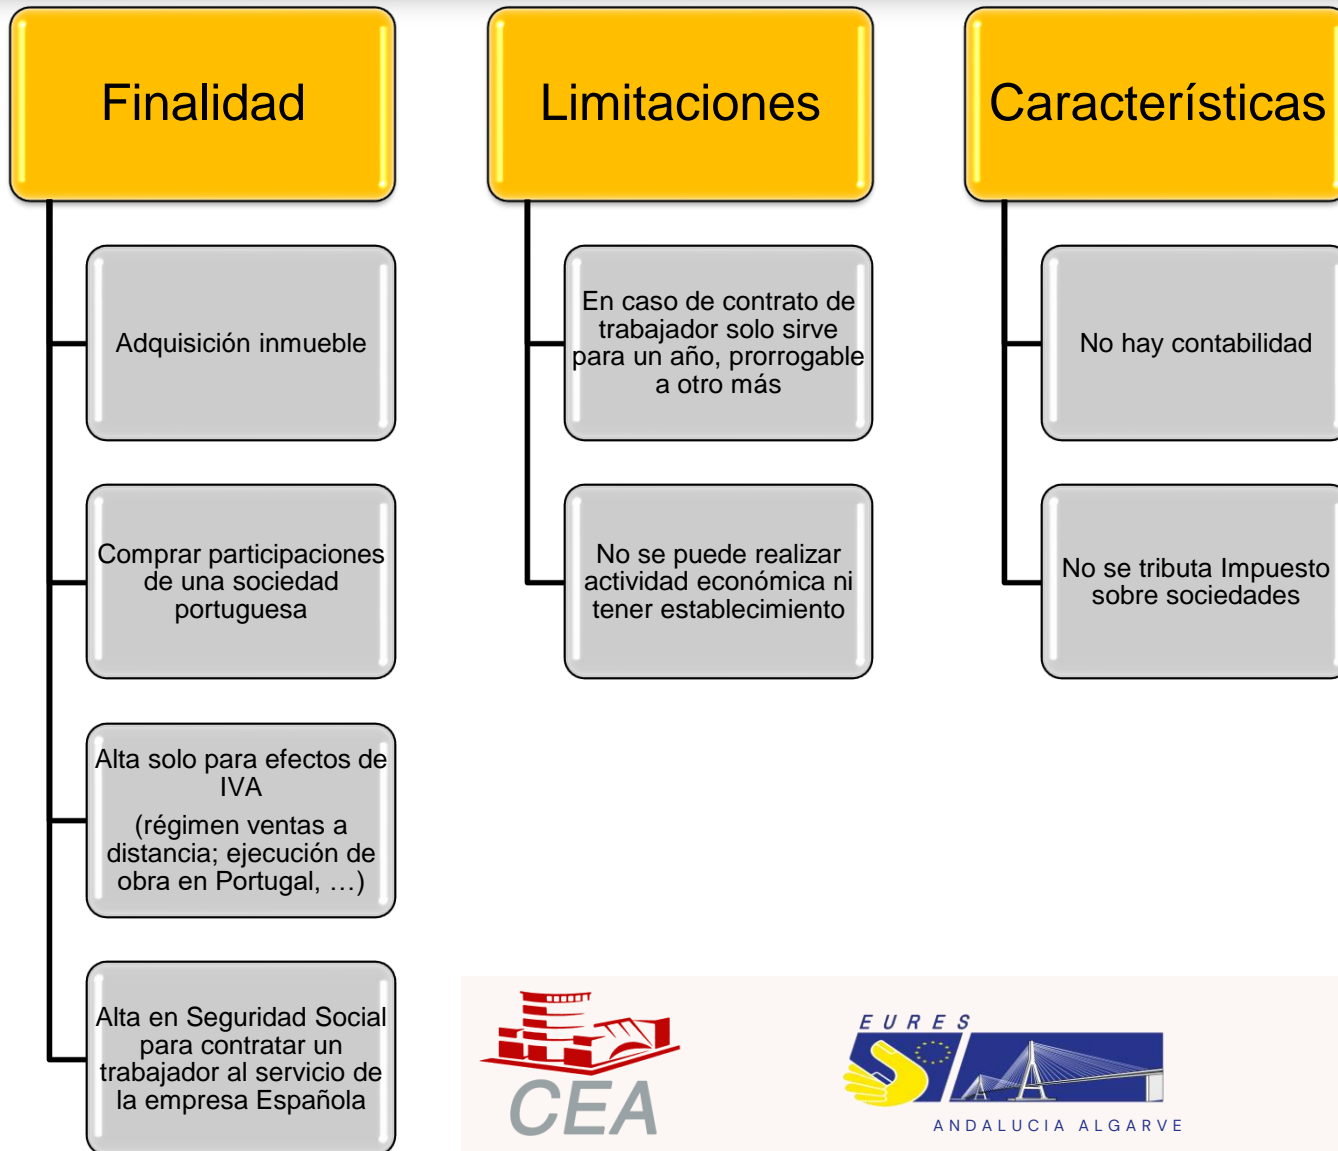 Finalidad
Adquisición inmueble
Comprar participaciones
de una sociedad
portuguesa
Alta solo para efectos de
IVA
(régimen ventas a
distancia; ejecución de
obra en Portugal, …)
Alta en Seguridad Social
para contratar un
trabajador al servicio de
la empresa Española
Limitaciones
En caso de contrato de
trabajador solo sirve
para un año, prorrogable
a otro más
No se puede realizar
actividad económica ni
tener establecimiento
Características
No hay contabilidad
No se tributa Impuesto
sobre sociedades
CEA
EURES
ANDALUCIA ALGARVE